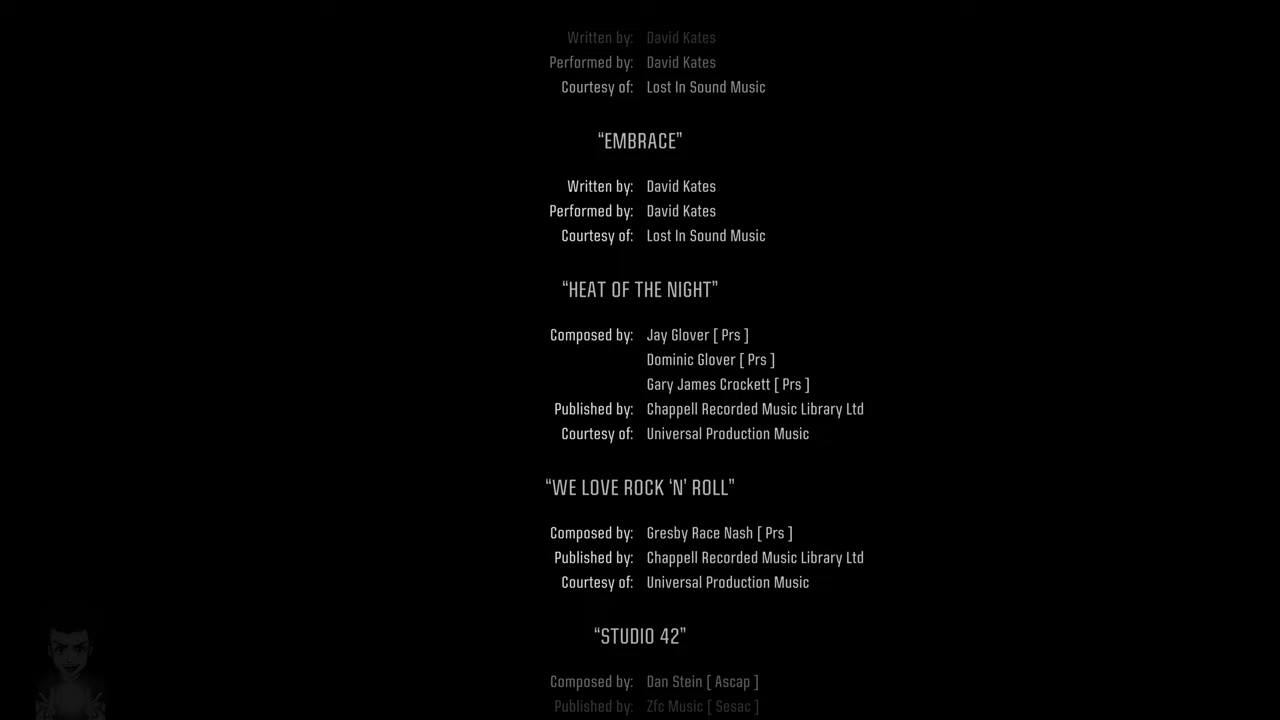 Written by: David Kates
Performed by: David Kates
Courtesy of: Lost In Sound Music
“EMBRACE”
Written by: David Kates
Performed by: David Kates
Courtesy of: Lost In Sound Music
“HEAT OF THE NIGHT”
Composed by: Jay Glover [ Prs ]
Dominic Glover [ Prs ]
Gary James Crockett [ Prs ]
Published by: Chappell Recorded Music Library Ltd
Courtesy of: Universal Production Music
“WE LOVE ROCK ‘N’ ROLL”
Composed by: Gresby Race Nash [ Prs ]
Published by: Chappell Recorded Music Library Ltd
Courtesy of: Universal Production Music
“STUDIO 42”
Composed by: Dan Stein [ Ascap ]
Published by: Zfc Music [ Sesac ]